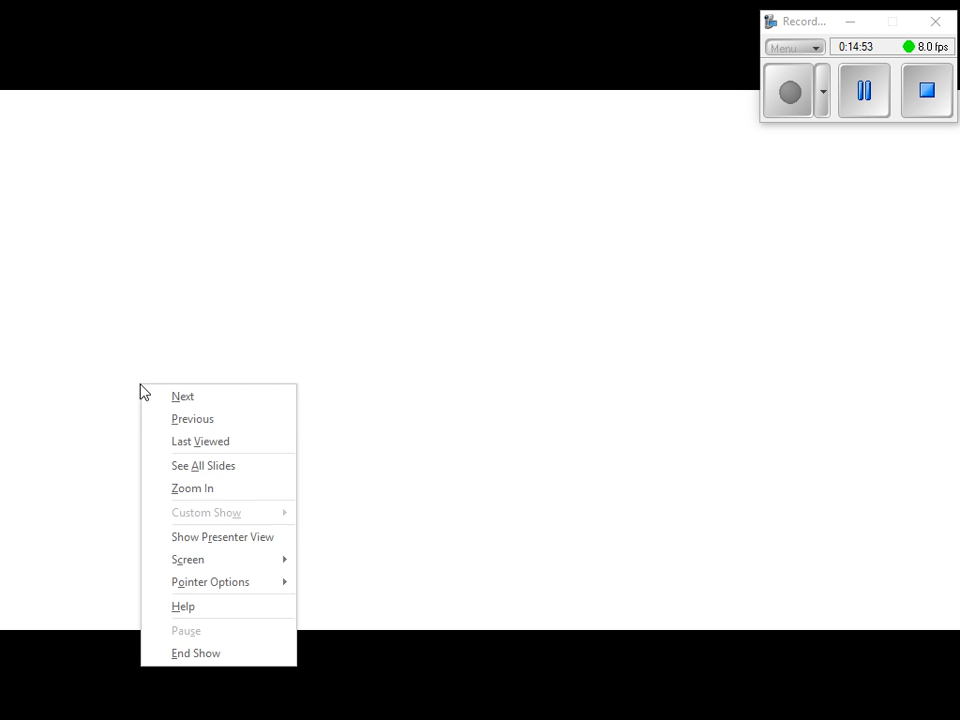 Record...
Menu
0:14:53
8.0 fps
Next
Previous
Last Viewed
See All Slides
Zoom In
Custom Show
Show Presenter View
Screen
Pointer Options
Help
Pause
End Show